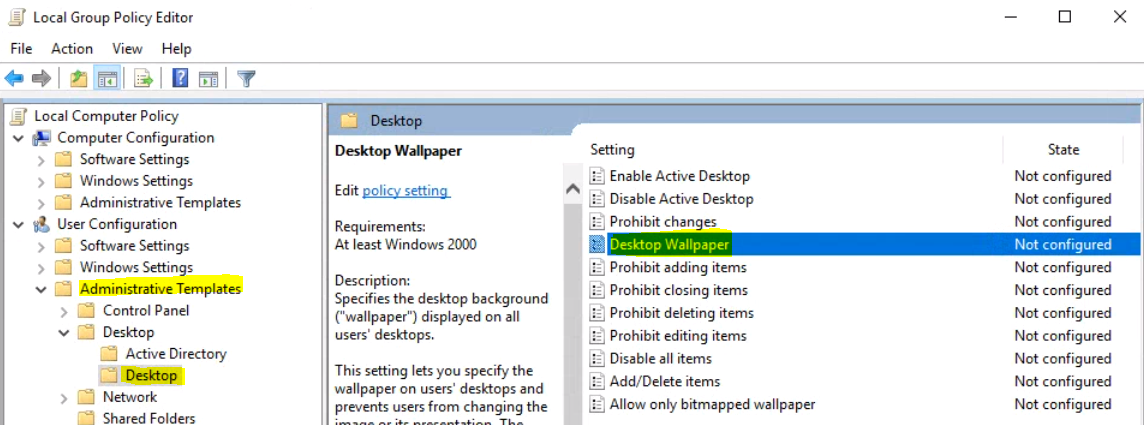 Local Group Policy Editor
File Action View Help
Local Computer Policy
Computer Configuration
Software Settings
Windows Settings
Administrative Templates
User Configuration
Software Settings
Windows Settings
Administrative Templates
Control Panel
Desktop
Active Directory
Desktop
Network
Shared Folders
Desktop
Desktop Wallpaper
Edit policy setting
Requirements:
At least Windows 2000
Description:
Specifies the desktop background
("wallpaper") displayed on all
users' desktops.
This setting lets you specify the
wallpaper on users' desktops and
prevents users from changing the
image or its presentation. The
Setting State
Enable Active Desktop Not configured
Disable Active Desktop Not configured
Prohibit changes Not configured
Desktop Wallpaper Not configured
Prohibit adding items Not configured
Prohibit closing items Not configured
Prohibit deleting items Not configured
Prohibit editing items Not configured
Disable all items Not configured
Add/Delete items Not configured
Allow only bitmapped wallpaper Not configured